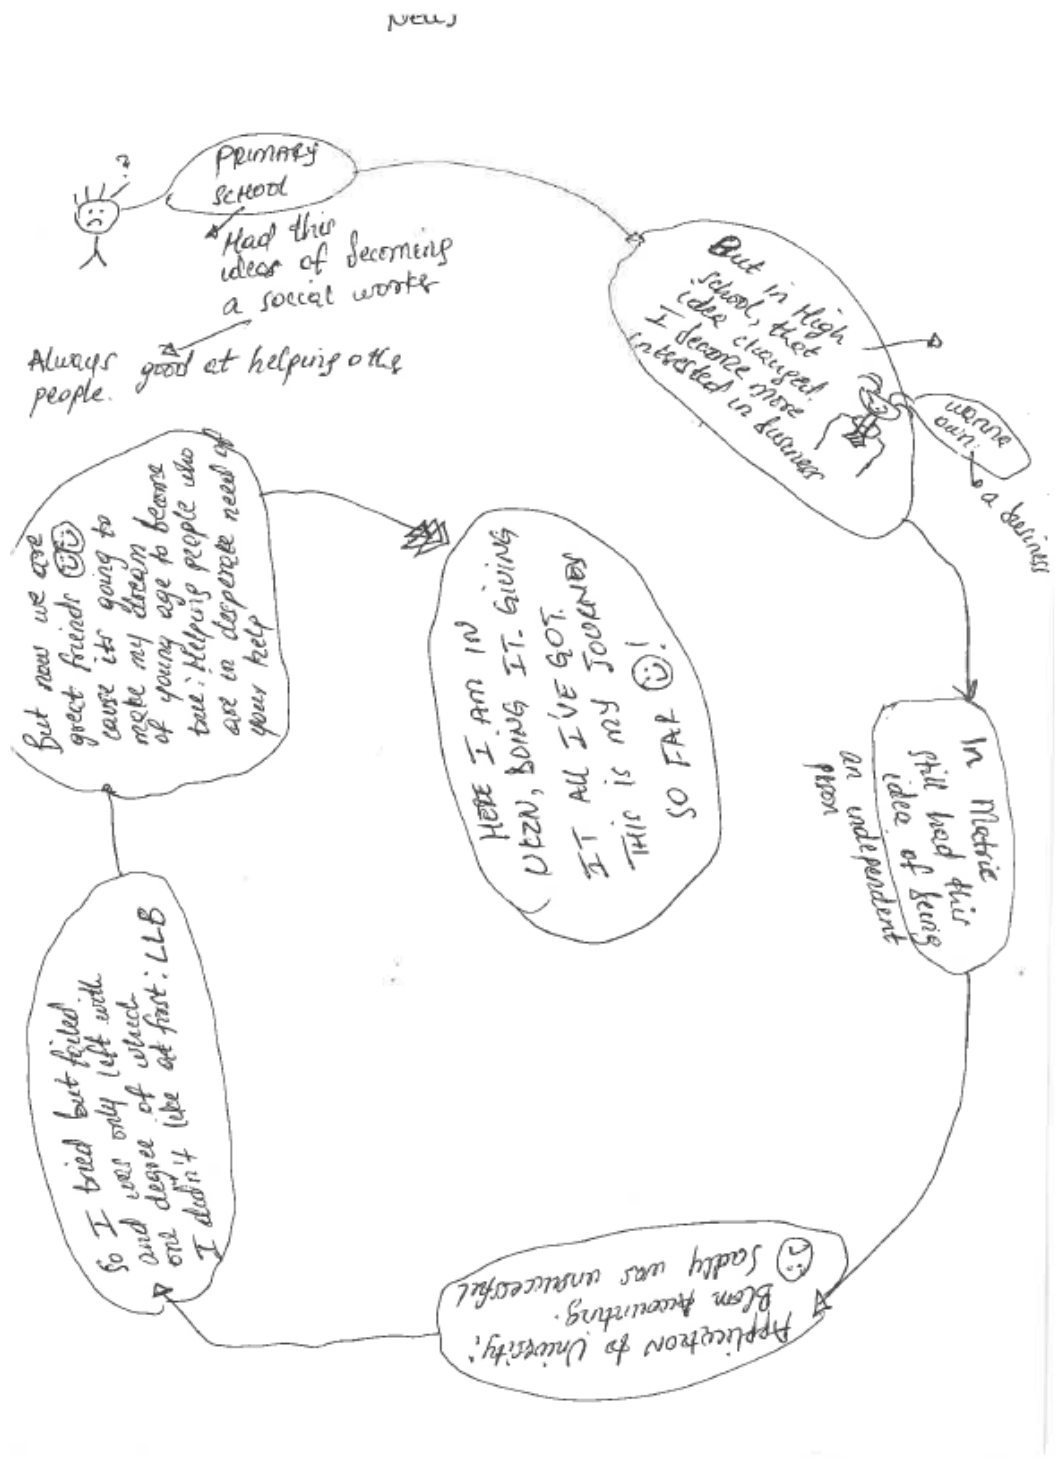 PRIMARY
SCHOOL
Had this
ideas of becoming
a social worker
Always good at helping othe
people.
But in High
school, that
idea changed.
I become more
intrested in business
wanna
own:
a business
In Matric
still had this
idea of being
an independent
peson
Application to University;
Bcom Accounting.
Sadly was unsuccessful
So I tried but failed
and was only left with
one degree of which
I didn't like at first: LLB
But now we are
great friends
cause its going to
make my dream
of young age to become
true: Helping people who
are in desperate need of
your help
HERE I AM IN
UKZN, DOING IT. GIVING
IT ALL I'VE GOT.
THIS is my JOURNEY
SO FAR !